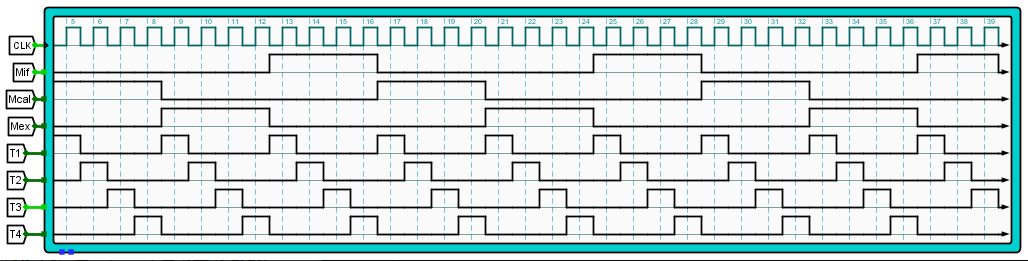 5 6 7 8 9 10 11 12 13 14 15 16 17 18 19 20 21 22 23 24 25 26 27 28 29 30 31 32 33 34 35 36 37 38 39
CLK
Mif
Mcal
Mex
T1
T2
T3
T4